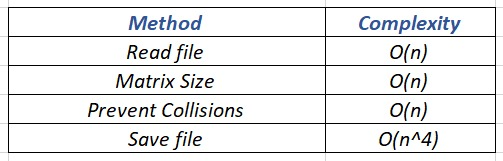 Method Complexity
Read file O(n)
Matrix Size O(n)
Prevent Collisions O(n)
Save file O(n^4)